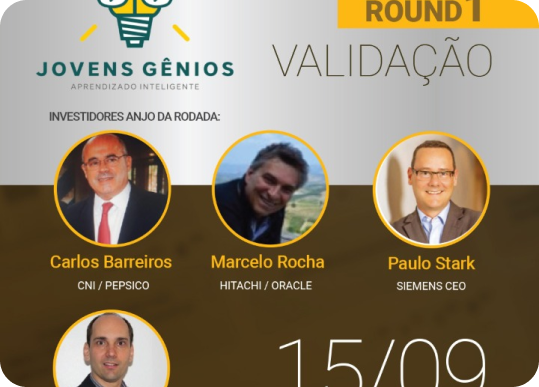 ROUND 1
JOVENS GÊNIOS
APRENDIZADO INTELIGENTE
VALIDAÇÃO
INVESTIDORES ANJO DA RODADA:
Carlos Barreiros
CNI / PEPSICO
Marcelo Rocha
HITACHI / ORACLE
Paulo Stark
SIEMENS CEO
15/09